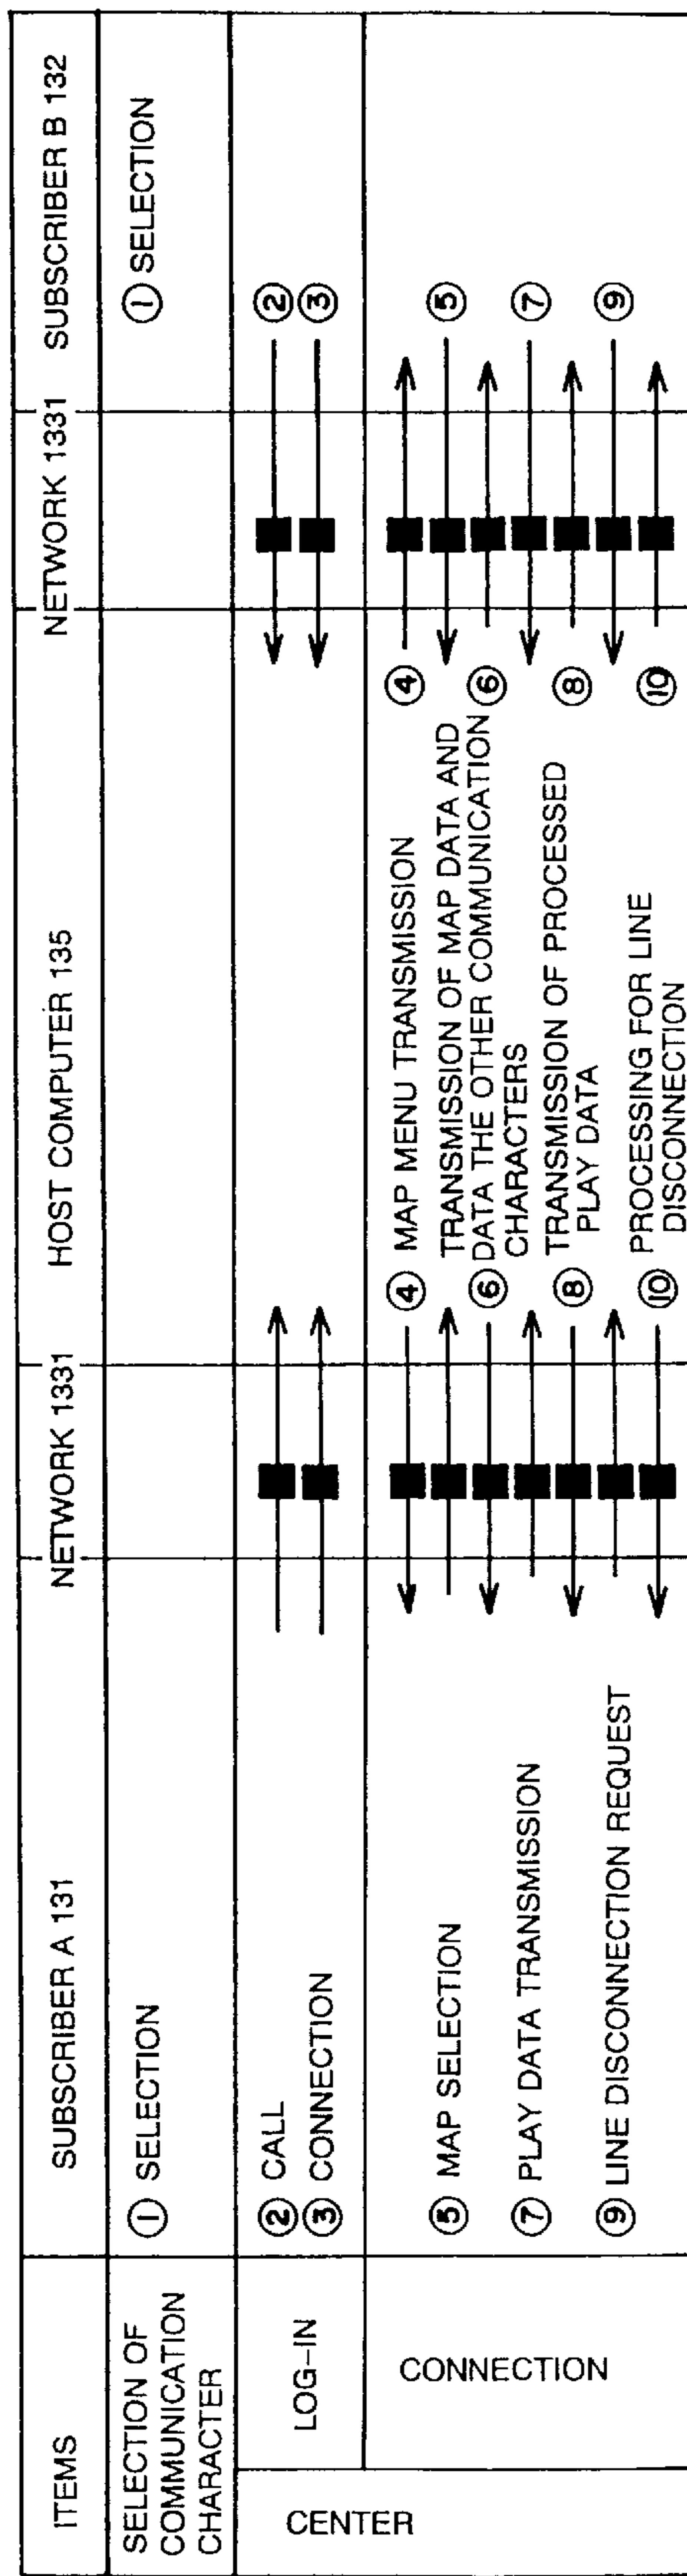 ITEMS
SUBSCRIBER A 131
NETWORK 1331
HOST COMPUTER 135
NETWORK 1331
SUBSCRIBER B 132
SELECTION OF
COMMUNICATION
CHARACTER
① SELECTION
① SELECTION
CENTER
LOG-IN
② CALL
②
③ CONNECTION
③
CONNECTION
④ MAP MENU TRANSMISSION ④
⑤ MAP SELECTION
⑤
TRANSMISSION OF MAP DATA AND
⑥ DATA THE OTHER COMMUNICATION ⑥
CHARACTERS
⑦ PLAY DATA TRANSMISSION
⑦
⑧ TRANSMISSION OF PROCESSED ⑧
PLAY DATA
⑨ LINE DISCONNECTION REQUEST
⑨
⑩ PROCESSING FOR LINE ⑩
DISCONNECTION